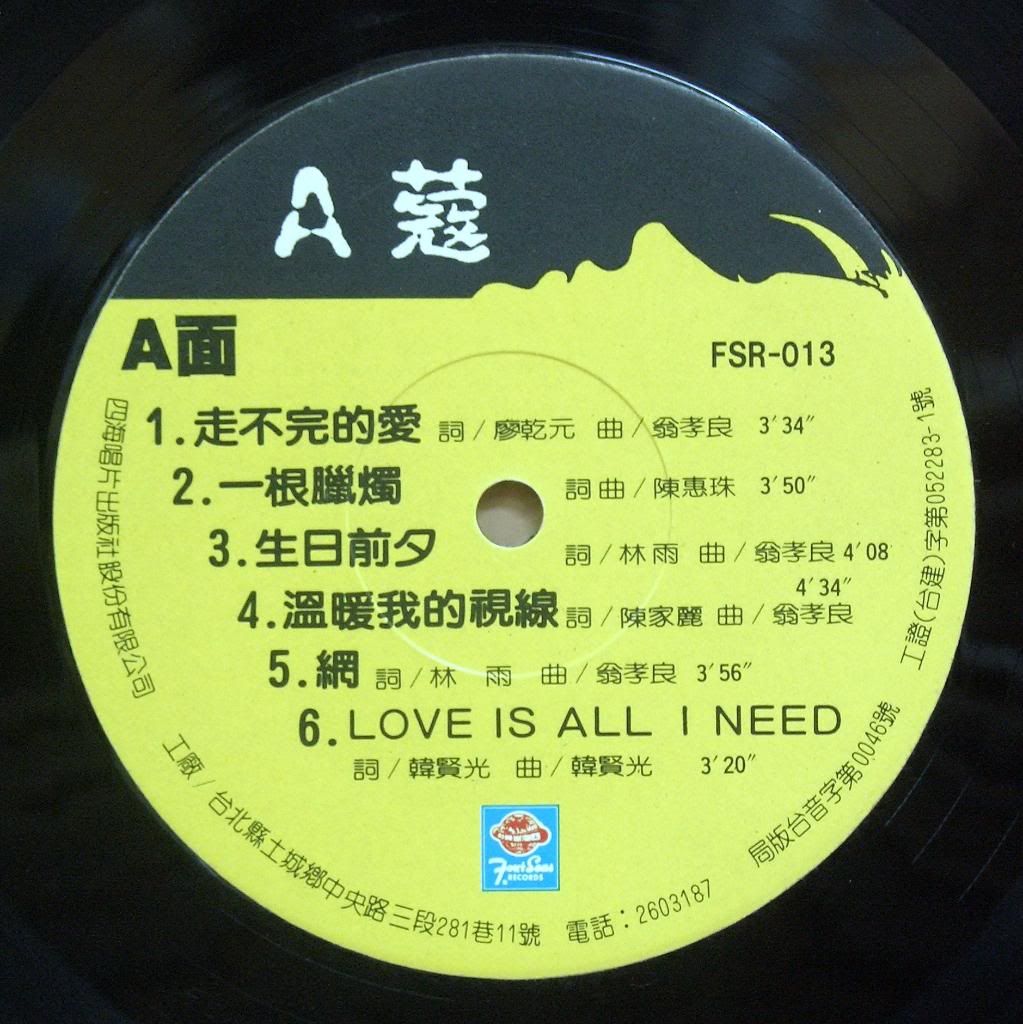 A 蔻
A面
FSR-013
1.走不完的愛 詞/廖乾元 曲/翁孝良 3'34"
2.一根臘燭 詞曲/陳惠珠 3'50"
3.生日前夕 詞/林雨 曲/翁孝良 4'08
4.溫暖我的視線 詞/陳家麗 曲/翁孝良 4'34"
5.網 詞/林 雨 曲/翁孝良 3'56"
6.LOVE IS ALL I NEED
詞/韓賢光 曲/韓賢光 3'20"
Four Seas
RECORDS
四海唱片出版社股份有限公司
工廠/台北縣土城鄉中央路三段281巷11號 電話:2603187
局版台音字第0046號
工證(台建)字第052283-1號